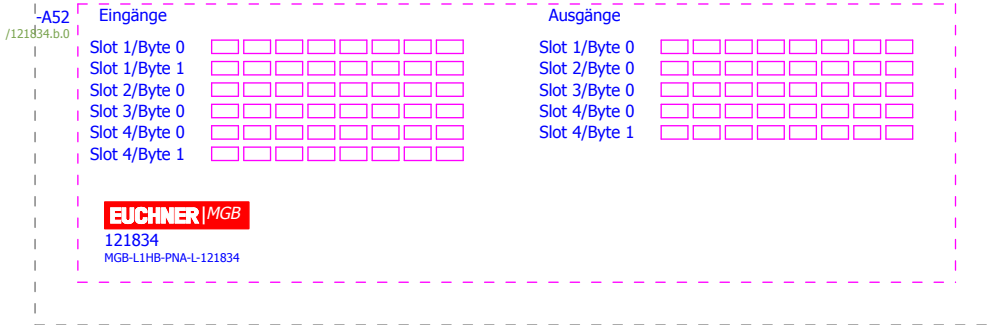 -A52
/121834.b.0
Eingänge
Slot 1/Byte 0
Slot 1/Byte 1
Slot 2/Byte 0
Slot 3/Byte 0
Slot 4/Byte 0
Slot 4/Byte 1
Ausgänge
Slot 1/Byte 0
Slot 2/Byte 0
Slot 3/Byte 0
Slot 4/Byte 0
Slot 4/Byte 1
EUCHNER|MGB
121834
MGB-L1HB-PNA-L-121834